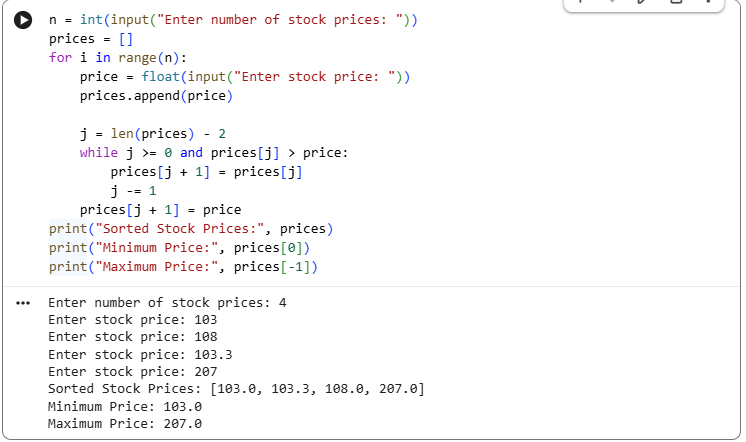 n = int(input("Enter number of stock prices: "))
prices = []
for i in range(n):
    price = float(input("Enter stock price: "))
    prices.append(price)

    j = len(prices) - 2
    while j >= 0 and prices[j] > price:
        prices[j + 1] = prices[j]
        j -= 1
    prices[j + 1] = price
print("Sorted Stock Prices:", prices)
print("Minimum Price:", prices[0])
print("Maximum Price:", prices[-1])
Enter number of stock prices: 4
Enter stock price: 103
Enter stock price: 108
Enter stock price: 103.3
Enter stock price: 207
Sorted Stock Prices: [103.0, 103.3, 108.0, 207.0]
Minimum Price: 103.0
Maximum Price: 207.0